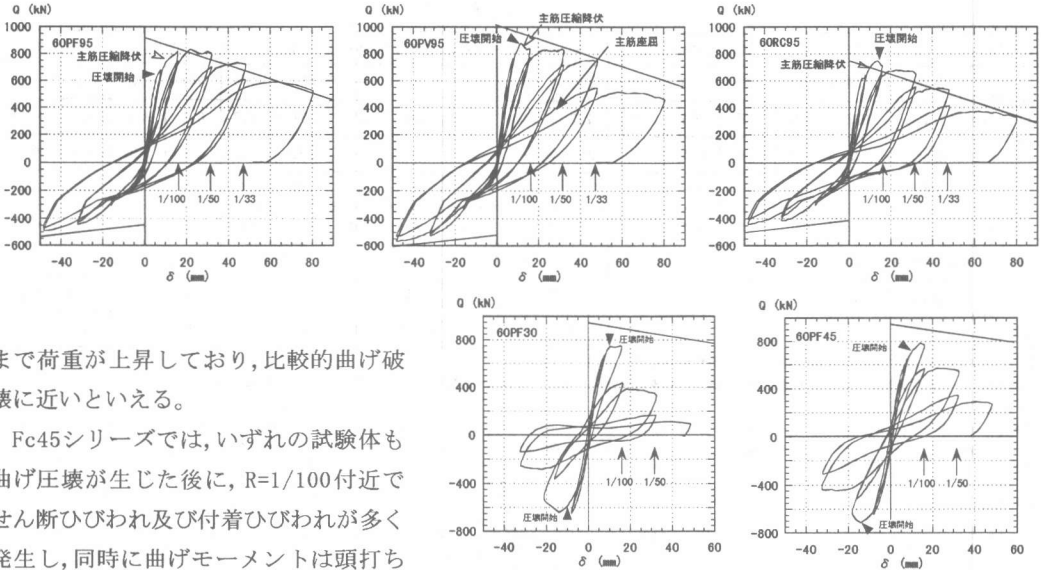 Q (kN)
1000
800
600
400
200
0
-200
-400
-600
60PF95
主筋圧縮降伏
圧壊開始
1/100 1/50 1/33
-40 -20 0 20 40 60 80
δ (mm)
Q (kN)
1000
800
600
400
200
0
-200
-400
-600
60PV95
主筋圧縮降伏
圧壊開始
主筋座屈
1/100 1/50 1/33
-40 -20 0 20 40 60 80
δ (mm)
Q (kN)
1000
800
600
400
200
0
-200
-400
-600
60RC95
圧壊開始
主筋圧縮降伏
1/100 1/50 1/33
-40 -20 0 20 40 60 80
δ (mm)
まで荷重が上昇しており,比較的曲げ破
壊に近いといえる。
Fc45シリーズでは,いずれの試験体も
曲げ圧壊が生じた後に, R=1/100付近で
せん断ひびわれ及び付着ひびわれが多く
発生し,同時に曲げモーメントは頭打ち
Q (kN)
800
400
0
-400
-800
60PF30
圧壊開始
1/100 1/50
圧壊開始
-40 -20 0 20 40 60
δ (mm)
Q (kN)
800
400
0
-400
-800
60PF45
圧壊開始
1/100 1/50
圧壊開始
-40 -20 0 20 40 60
δ (mm)